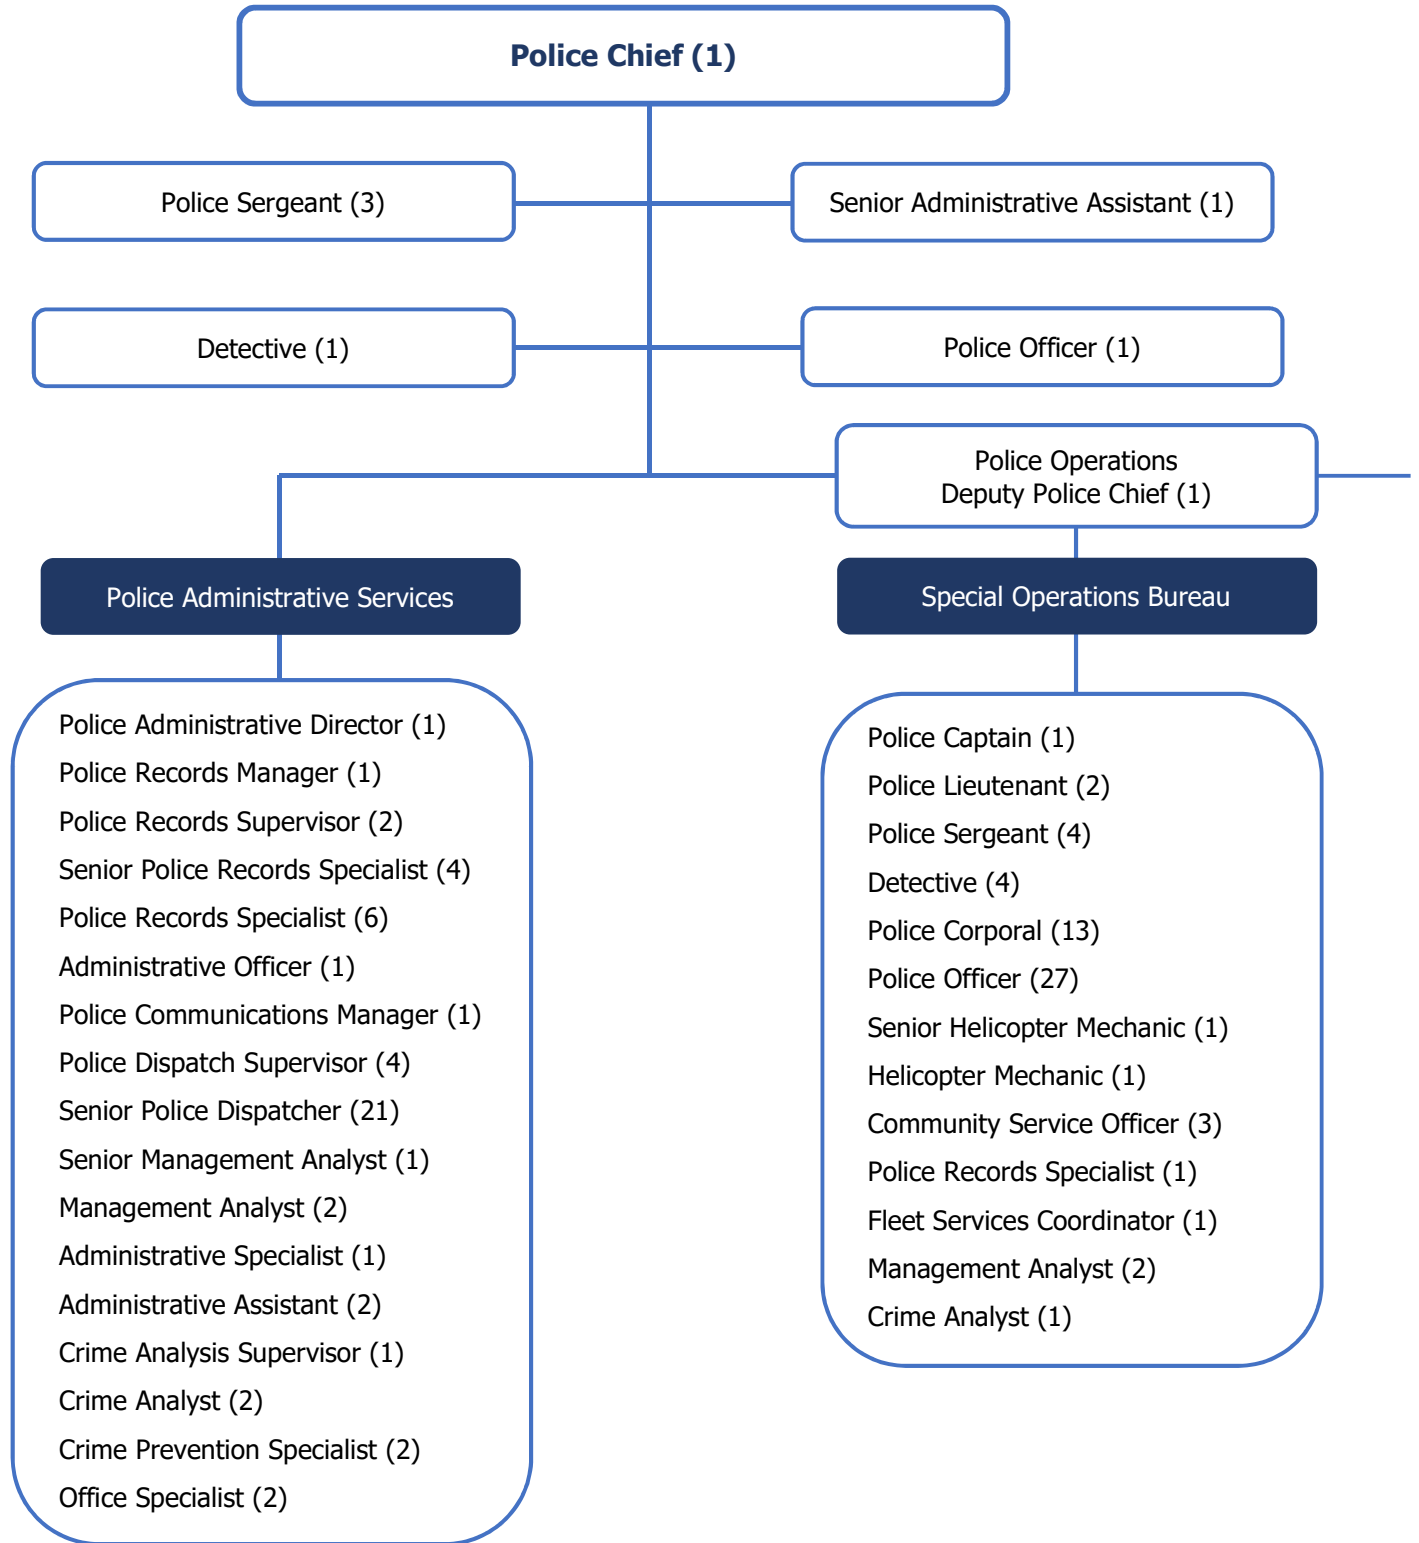 Police Chief (1)
Police Sergeant (3)
Senior Administrative Assistant (1)
Detective (1)
Police Officer (1)
Police Operations
Deputy Police Chief (1)
Police Administrative Services
Special Operations Bureau
Police Administrative Director (1)
Police Records Manager (1)
Police Records Supervisor (2)
Senior Police Records Specialist (4)
Police Records Specialist (6)
Administrative Officer (1)
Police Communications Manager (1)
Police Dispatch Supervisor (4)
Senior Police Dispatcher (21)
Senior Management Analyst (1)
Management Analyst (2)
Administrative Specialist (1)
Administrative Assistant (2)
Crime Analysis Supervisor (1)
Crime Analyst (2)
Crime Prevention Specialist (2)
Office Specialist (2)
Police Captain (1)
Police Lieutenant (2)
Police Sergeant (4)
Detective (4)
Police Corporal (13)
Police Officer (27)
Senior Helicopter Mechanic (1)
Helicopter Mechanic (1)
Community Service Officer (3)
Police Records Specialist (1)
Fleet Services Coordinator (1)
Management Analyst (2)
Crime Analyst (1)